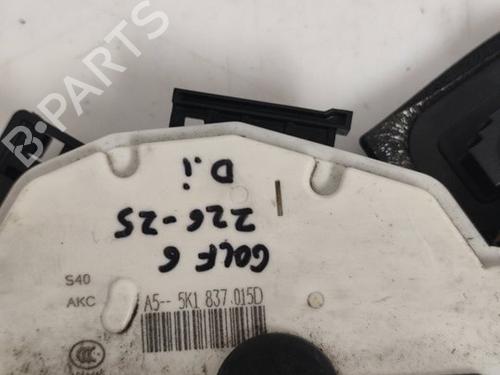 B-PARTS
D.i
226-25
GOLF 6
S40
AKC
A5-- 5K1 837 015D